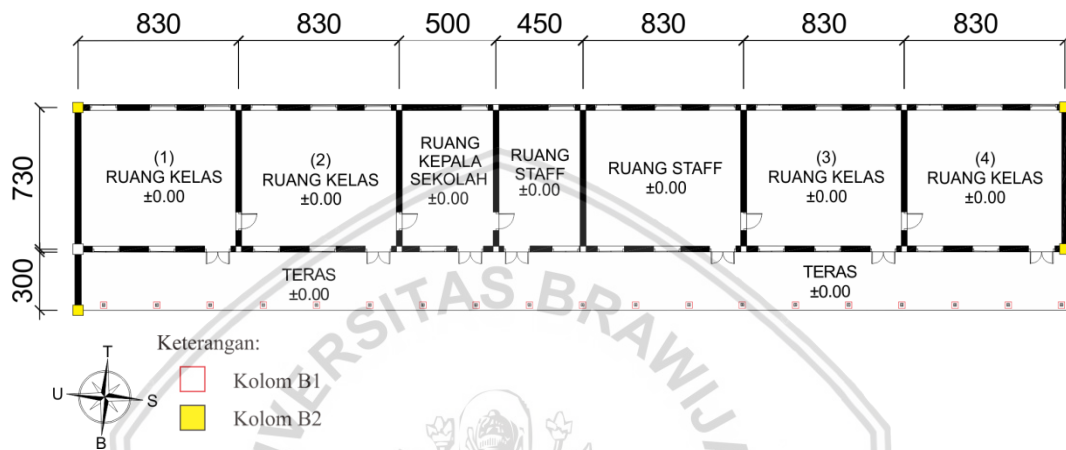 830 830 500 450 830 830 830
730
300
(1)
RUANG KELAS
±0.00
(2)
RUANG KELAS
±0.00
RUANG
KEPALA
SEKOLAH
±0.00
RUANG
STAFF
±0.00
RUANG STAFF
±0.00
(3)
RUANG KELAS
±0.00
(4)
RUANG KELAS
±0.00
TERAS
±0.00
TERAS
±0.00
VERSITAS BRAWIJA
Keterangan:
Kolom B1
Kolom B2
T
U
S
B